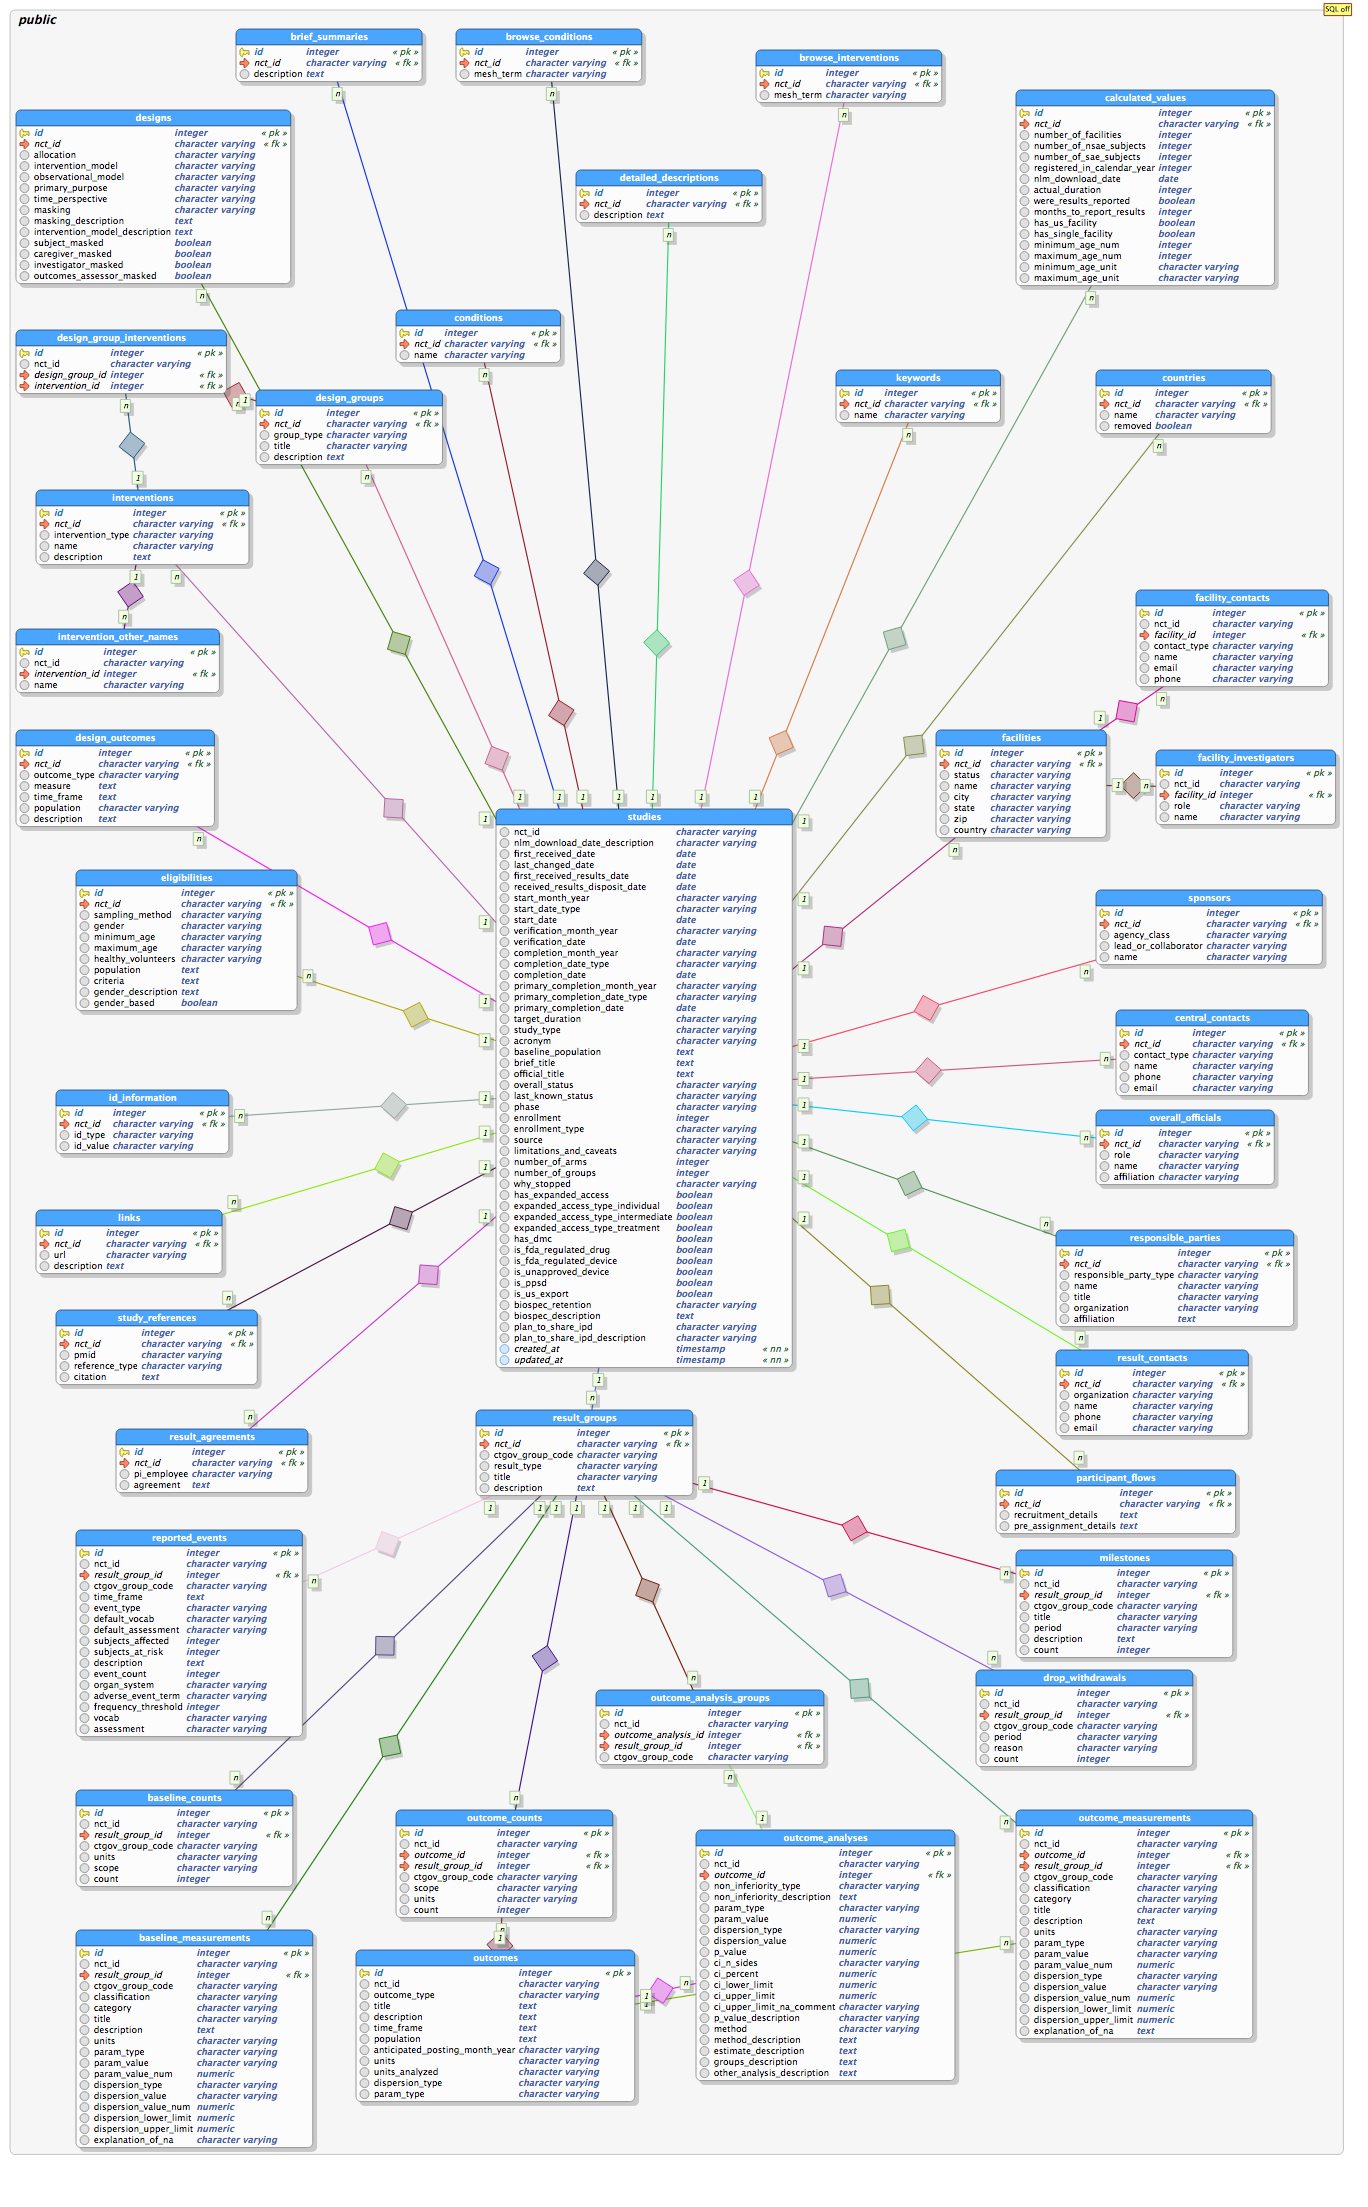 public
SQL off
brief_summaries
id integer « pk »
nct_id character varying « fk »
description text
browse_conditions
id integer « pk »
nct_id character varying « fk »
mesh_term character varying
browse_interventions
id integer « pk »
nct_id character varying « fk »
mesh_term character varying
calculated_values
id integer « pk »
nct_id character varying « fk »
number_of_facilities integer
number_of_nsae_subjects integer
number_of_sae_subjects integer
registered_in_calendar_year integer
nlm_download_date date
actual_duration integer
were_results_reported boolean
months_to_report_results integer
has_us_facility boolean
has_single_facility boolean
minimum_age_num integer
maximum_age_num integer
minimum_age_unit character varying
maximum_age_unit character varying
designs
id integer « pk »
nct_id character varying « fk »
allocation character varying
intervention_model character varying
observational_model character varying
primary_purpose character varying
time_perspective character varying
masking character varying
masking_description text
intervention_model_description text
subject_masked boolean
caregiver_masked boolean
investigator_masked boolean
outcomes_assessor_masked boolean
detailed_descriptions
id integer « pk »
nct_id character varying « fk »
description text
conditions
id integer « pk »
nct_id character varying « fk »
name character varying
design_group_interventions
id integer « pk »
nct_id character varying
design_group_id integer « fk »
intervention_id integer « fk »
design_groups
id integer « pk »
nct_id character varying « fk »
group_type character varying
title character varying
description text
keywords
id integer « pk »
nct_id character varying « fk »
name character varying
countries
id integer « pk »
nct_id character varying « fk »
name character varying
removed boolean
interventions
id integer « pk »
nct_id character varying « fk »
intervention_type character varying
name character varying
description text
intervention_other_names
id integer « pk »
nct_id character varying
intervention_id integer « fk »
name character varying
facility_contacts
id integer « pk »
nct_id character varying
facility_id integer « fk »
contact_type character varying
name character varying
email character varying
phone character varying
design_outcomes
id integer « pk »
nct_id character varying « fk »
outcome_type character varying
measure text
time_frame text
population character varying
description text
facilities
id integer « pk »
nct_id character varying « fk »
status character varying
name character varying
city character varying
state character varying
zip character varying
country character varying
facility_investigators
id integer « pk »
nct_id character varying
facility_id integer « fk »
role character varying
name character varying
eligibilities
id integer « pk »
nct_id character varying « fk »
sampling_method character varying
gender character varying
minimum_age character varying
maximum_age character varying
healthy_volunteers character varying
population text
criteria text
gender_description text
gender_based boolean
studies
nct_id character varying
nlm_download_date_description character varying
first_received_date date
last_changed_date date
first_received_results_date date
received_results_disposit_date date
start_month_year character varying
start_date_type character varying
start_date date
verification_month_year character varying
verification_date date
completion_month_year character varying
completion_date_type character varying
completion_date date
primary_completion_month_year character varying
primary_completion_date_type character varying
primary_completion_date date
target_duration character varying
study_type character varying
acronym character varying
baseline_population text
brief_title text
official_title text
overall_status character varying
last_known_status character varying
phase character varying
enrollment integer
enrollment_type character varying
source character varying
limitations_and_caveats character varying
number_of_arms integer
number_of_groups integer
why_stopped character varying
has_expanded_access boolean
expanded_access_type_individual boolean
expanded_access_type_intermediate boolean
expanded_access_type_treatment boolean
has_dmc boolean
is_fda_regulated_drug boolean
is_fda_regulated_device boolean
is_unapproved_device boolean
is_ppsd boolean
is_us_export boolean
biospec_retention character varying
biospec_description text
plan_to_share_ipd character varying
plan_to_share_ipd_description character varying
created_at timestamp « nn »
updated_at timestamp « nn »
sponsors
id integer « pk »
nct_id character varying « fk »
agency_class character varying
lead_or_collaborator character varying
name character varying
central_contacts
id integer « pk »
nct_id character varying « fk »
contact_type character varying
name character varying
phone character varying
email character varying
id_information
id integer « pk »
nct_id character varying « fk »
id_type character varying
id_value character varying
overall_officials
id integer « pk »
nct_id character varying « fk »
role character varying
name character varying
affiliation character varying
links
id integer « pk »
nct_id character varying « fk »
url character varying
description text
responsible_parties
id integer « pk »
nct_id character varying « fk »
responsible_party_type character varying
name character varying
title character varying
organization character varying
affiliation text
study_references
id integer « pk »
nct_id character varying « fk »
pmid character varying
reference_type character varying
citation text
result_contacts
id integer « pk »
nct_id character varying « fk »
organization character varying
name character varying
phone character varying
email character varying
result_agreements
id integer « pk »
nct_id character varying « fk »
pi_employee character varying
agreement text
result_groups
id integer « pk »
nct_id character varying « fk »
ctgov_group_code character varying
result_type character varying
title character varying
description text
participant_flows
id integer « pk »
nct_id character varying « fk »
recruitment_details text
pre_assignment_details text
reported_events
id integer « pk »
nct_id character varying
result_group_id integer « fk »
ctgov_group_code character varying
time_frame text
event_type character varying
default_vocab character varying
default_assessment character varying
subjects_affected integer
subjects_at_risk integer
description text
event_count integer
organ_system character varying
adverse_event_term character varying
frequency_threshold integer
vocab character varying
assessment character varying
milestones
id integer « pk »
nct_id character varying
result_group_id integer « fk »
ctgov_group_code character varying
title character varying
period character varying
description text
count integer
drop_withdrawals
id integer « pk »
nct_id character varying
result_group_id integer « fk »
ctgov_group_code character varying
period character varying
reason character varying
count integer
outcome_analysis_groups
id integer « pk »
nct_id character varying
outcome_analysis_id integer « fk »
result_group_id integer « fk »
ctgov_group_code character varying
baseline_counts
id integer « pk »
nct_id character varying
result_group_id integer « fk »
ctgov_group_code character varying
units character varying
scope character varying
count integer
outcome_counts
id integer « pk »
nct_id character varying
outcome_id integer « fk »
result_group_id integer « fk »
ctgov_group_code character varying
scope character varying
units character varying
count integer
outcome_analyses
id integer « pk »
nct_id character varying
outcome_id integer « fk »
non_inferiority_type character varying
non_inferiority_description text
param_type character varying
param_value numeric
dispersion_type character varying
dispersion_value numeric
p_value numeric
ci_n_sides character varying
ci_percent numeric
ci_lower_limit numeric
ci_upper_limit numeric
ci_upper_limit_na_comment character varying
p_value_description character varying
method character varying
method_description text
estimate_description text
groups_description text
other_analysis_description text
outcome_measurements
id integer « pk »
nct_id character varying
outcome_id integer « fk »
result_group_id integer « fk »
ctgov_group_code character varying
classification character varying
category character varying
title character varying
description text
units character varying
param_type character varying
param_value character varying
param_value_num numeric
dispersion_type character varying
dispersion_value character varying
dispersion_value_num numeric
dispersion_lower_limit numeric
dispersion_upper_limit numeric
explanation_of_na text
baseline_measurements
id integer « pk »
nct_id character varying
result_group_id integer « fk »
ctgov_group_code character varying
classification character varying
category character varying
title character varying
description text
units character varying
param_type character varying
param_value character varying
param_value_num numeric
dispersion_type character varying
dispersion_value character varying
dispersion_value_num numeric
dispersion_lower_limit numeric
dispersion_upper_limit numeric
explanation_of_na character varying
outcomes
id integer « pk »
nct_id character varying
outcome_type character varying
title text
description text
time_frame text
population text
anticipated_posting_month_year character varying
units character varying
units_analyzed character varying
dispersion_type character varying
param_type character varying